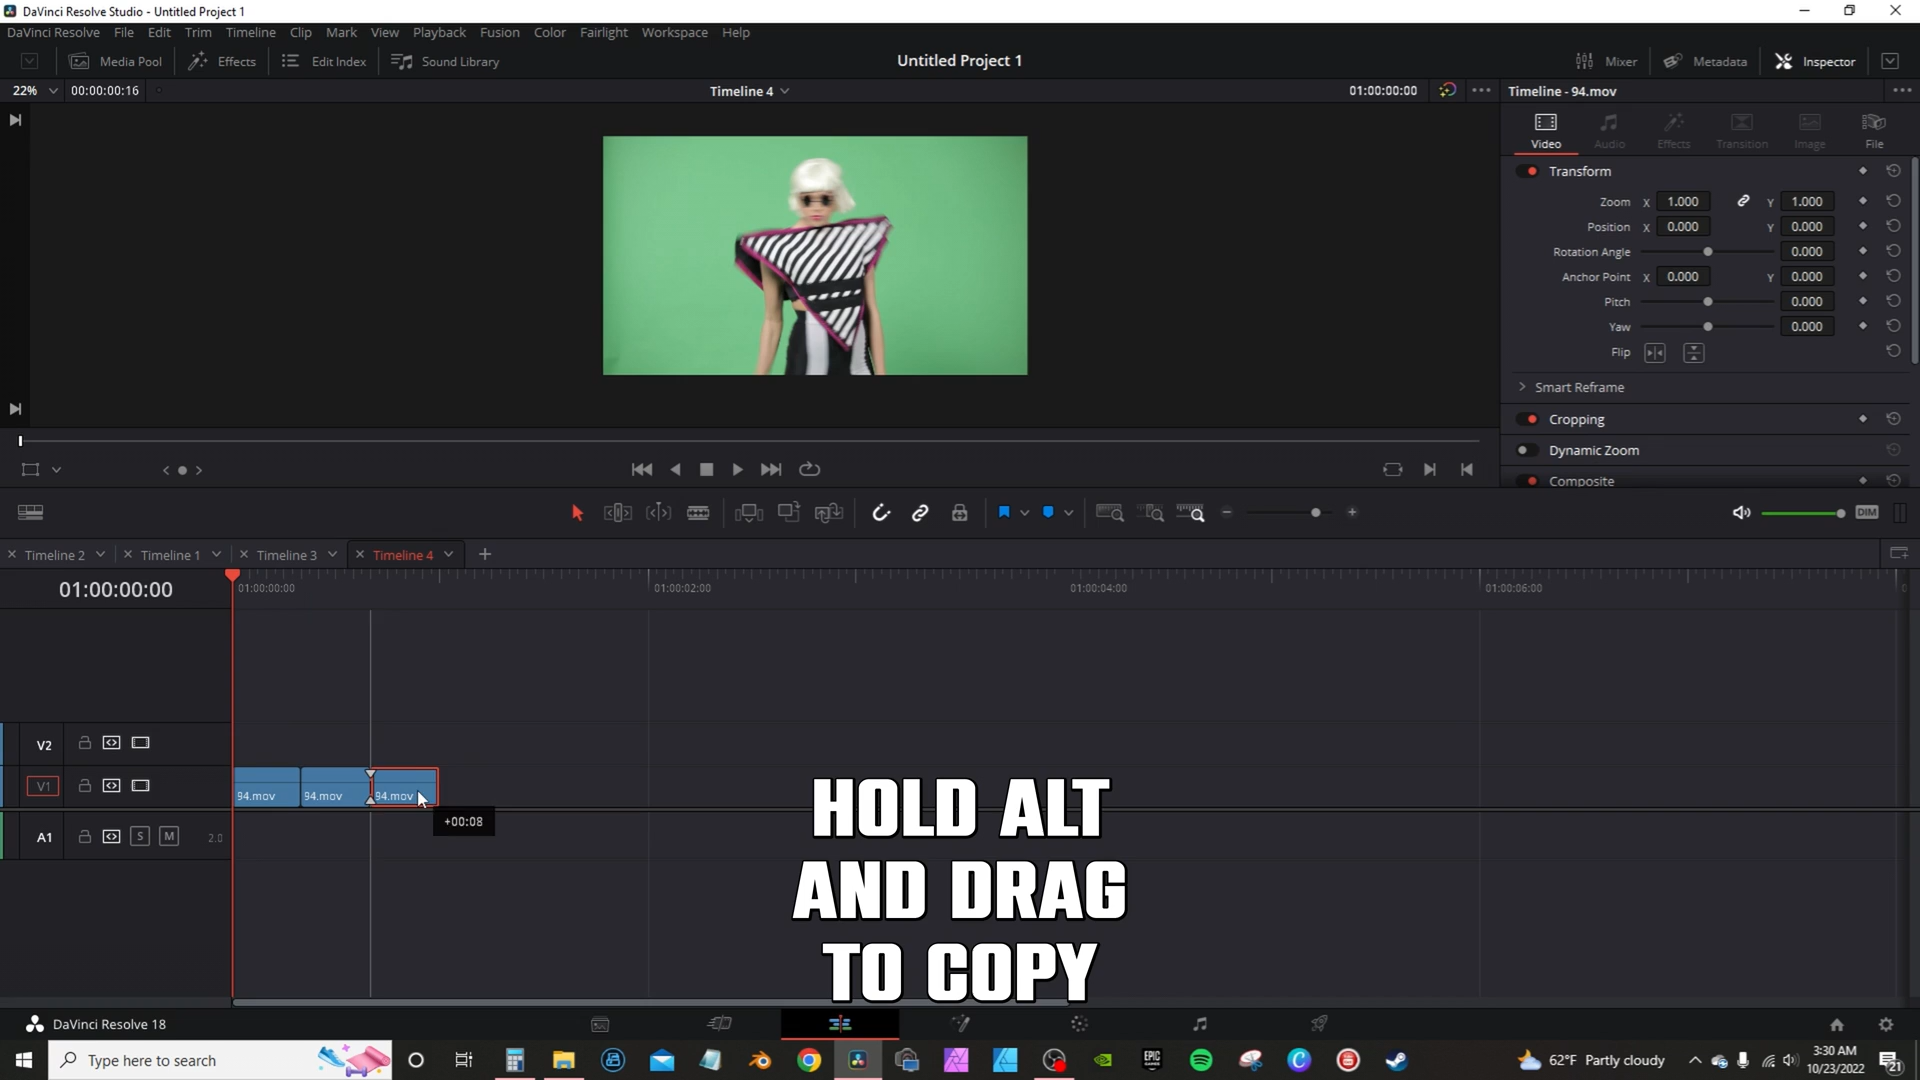 DaVinci Resolve Studio - Untitled Project 1
DaVinci Resolve File Edit Trim Timeline Clip Mark View Playback Fusion Color Fairlight Workspace Help
Media Pool Effects Edit Index Sound Library Untitled Project 1 Mixer Metadata Inspector
22% 00:00:00:16 Timeline 4 01:00:00:00 Timeline - 94.mov
Video Audio Effects Transition Image File
Transform
Zoom X 1.000 Y 1.000
Position X 0.000 Y 0.000
Rotation Angle 0.000
Anchor Point X 0.000 Y 0.000
Pitch 0.000
Yaw 0.000
Flip
Smart Reframe
Cropping
Dynamic Zoom
Composite
DIM
Timeline 2 Timeline 1 Timeline 3 Timeline 4
01:00:00:00 01:00:00:00 01:00:02:00 01:00:04:00 01:00:06:00
V2
V1 94.mov 94.mov 94.mov
+00:08
A1 S M 2.0
HOLD ALT
AND DRAG
TO COPY
DaVinci Resolve 18
Type here to search
EPIC GAMES
62°F Partly cloudy
3:30 AM
10/23/2022
21